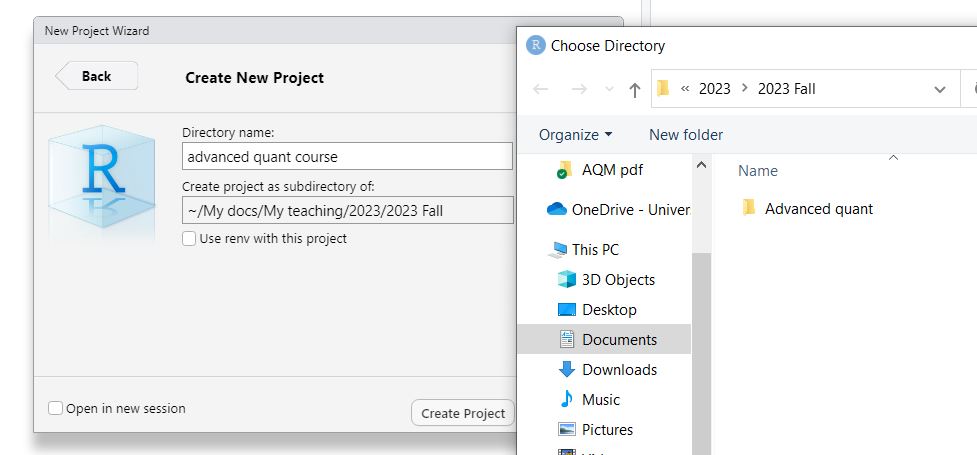 New Project Wizard
Back
Create New Project
R
Directory name:
advanced quant course
Create project as subdirectory of:
~/My docs/My teaching/2023/2023 Fall
Use renv with this project
Open in new session
Create Project
R Choose Directory
« 2023 > 2023 Fall
Organize
New folder
AQM pdf
OneDrive - Univer
This PC
3D Objects
Desktop
Documents
Downloads
Music
Pictures
Name
Advanced quant